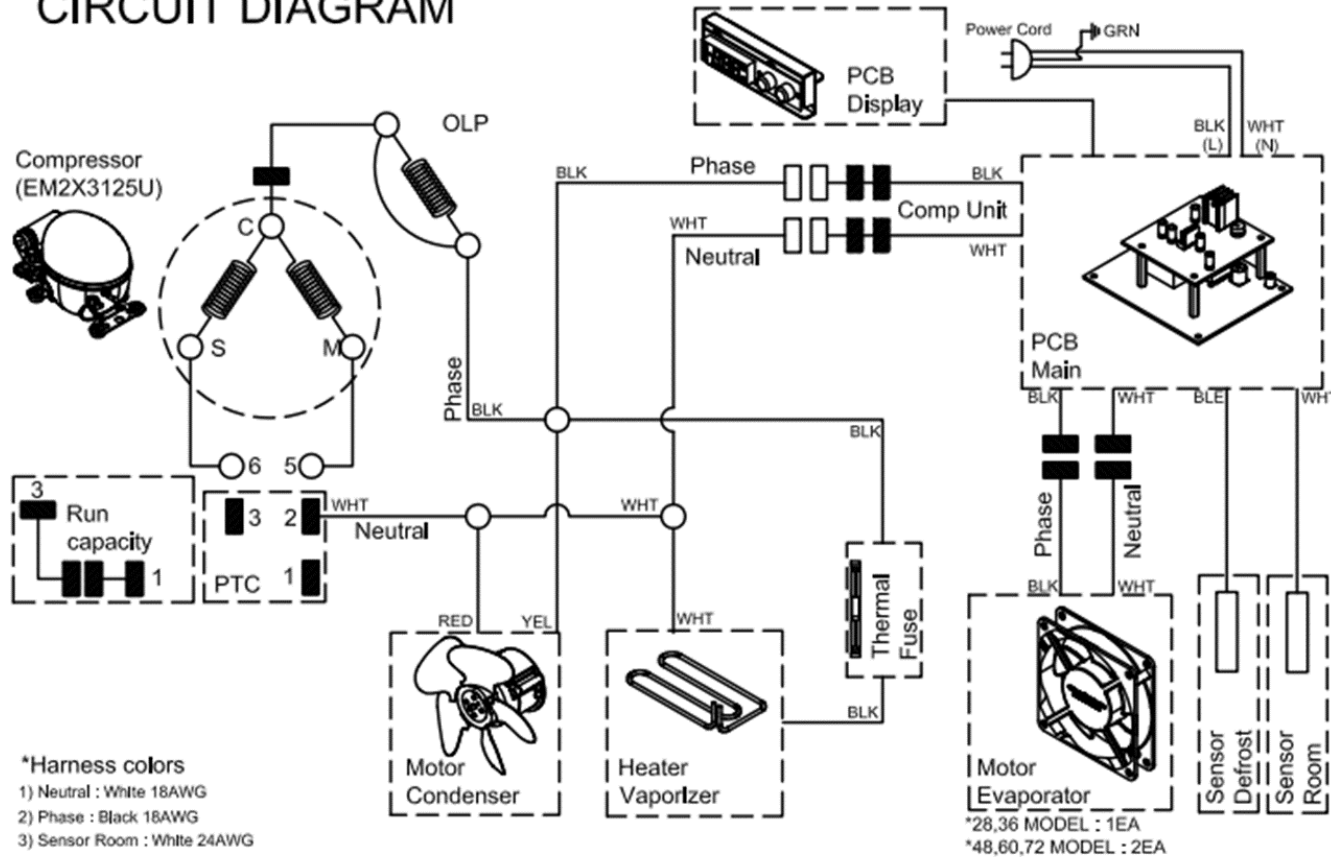 CIRCUIT DIAGRAM
Power Cord
GRN
PCB
Display
BLK
(L)
WHT
(N)
OLP
Compressor
(EM2X3125U)
C
S
M
BLK
Phase
BLK
WHT
Neutral
Comp Unit
WHT
PCB
Main
Phase
BLK
BLK
BLK
WHT
BLE
WHT
6
5
3
Run
capacity
1
3
2
PTC
1
WHT
Neutral
WHT
Phase
Neutral
RED
YEL
WHT
Thermal
Fuse
BLK
BLK
WHT
Motor
Condenser
Heater
Vaporizer
Motor
Evaporator
Sensor
Defrost
Sensor
Room
*28,36 MODEL : 1EA
*48,60,72 MODEL : 2EA
*Harness colors
1) Neutral : White 18AWG
2) Phase : Black 18AWG
3) Sensor Room : White 24AWG